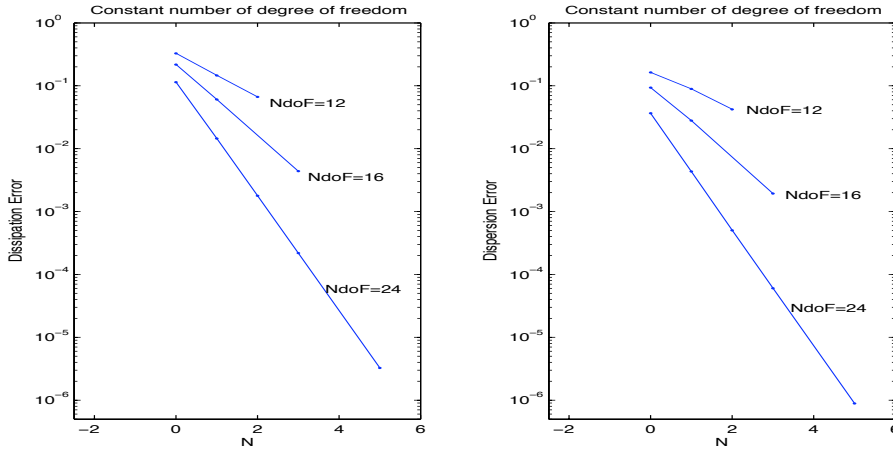 Constant number of degree of freedom
10^0
10^-1
10^-2
10^-3
10^-4
10^-5
10^-6
Dissipation Error
NdoF=12
NdoF=16
NdoF=24
−2
0
2
4
6
N
Constant number of degree of freedom
10^0
10^-1
10^-2
10^-3
10^-4
10^-5
10^-6
Dispersion Error
NdoF=12
NdoF=16
NdoF=24
−2
0
2
4
6
N